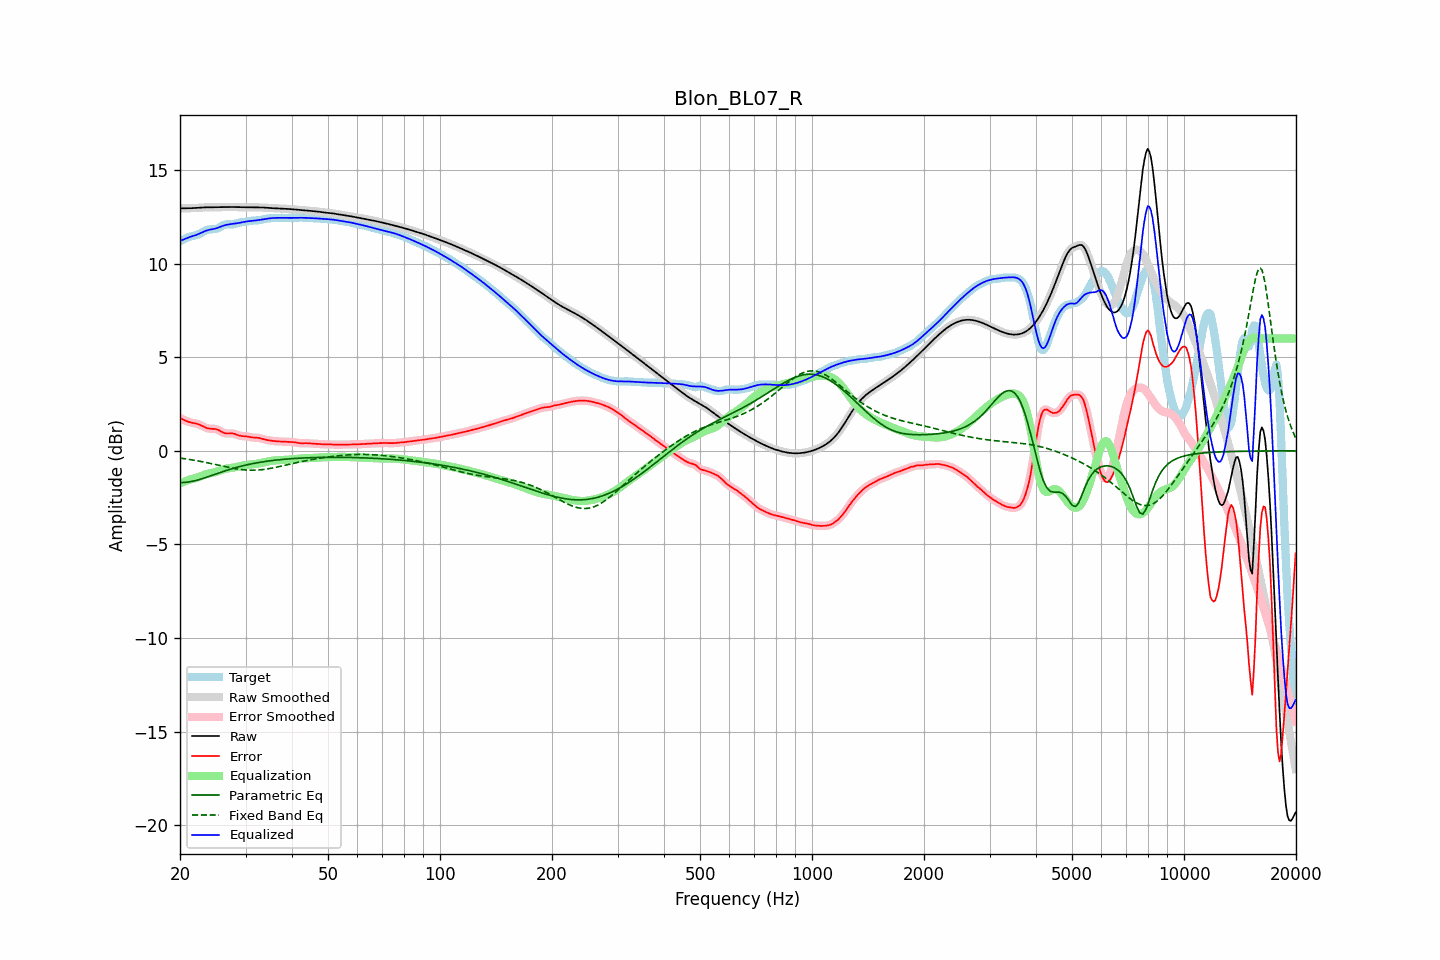 Blon_BL07_R
Amplitude (dBr)
15
10
5
0
−5
−10
−15
−20
Target
Raw Smoothed
Error Smoothed
Raw
Error
Equalization
Parametric Eq
Fixed Band Eq
Equalized
20 50 100 200 500 1000 2000 5000 10000 20000
Frequency (Hz)